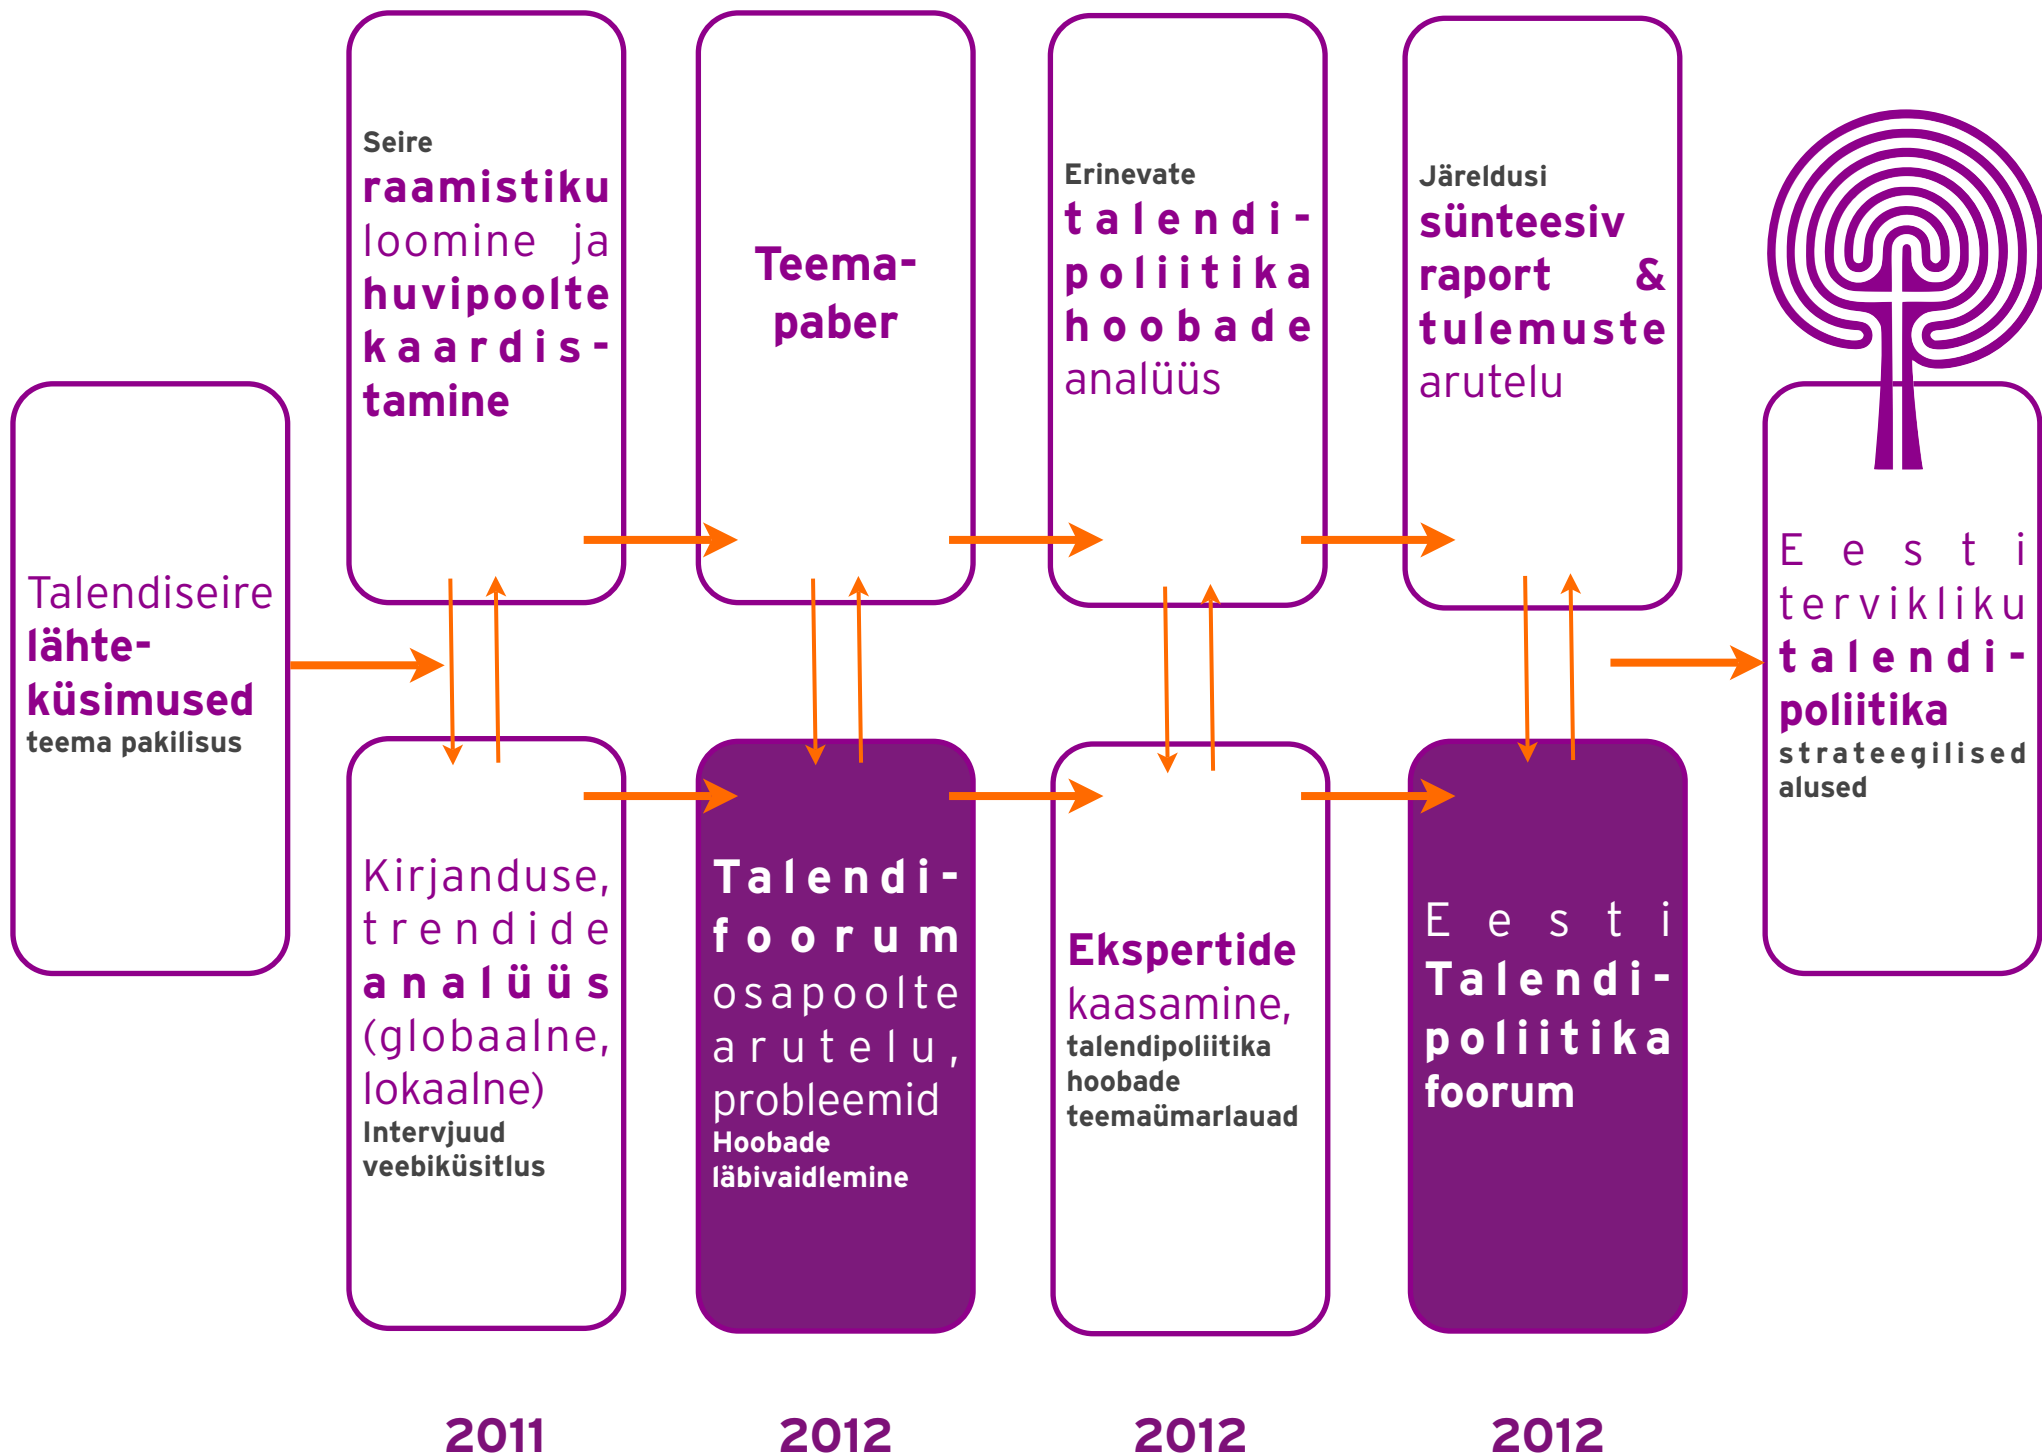 Talendiseire
lähte-
küsimused
teema pakilisus
Seire
raamistiku
loomine ja
huvipoolte
kaardis-
tamine
Kirjanduse,
trendide
analüüs
(globaalne,
lokaalne)
Intervjuud
veebiküsitlus
Teema-
paber
Talendi-
foorum
osapoolte
arutelu,
probleemid
Hoobade
läbivaidlemine
Erinevate
talendi-
poliitika
hoobade
analüüs
Ekspertide
kaasamine,
talendipoliitika
hoobade
teemaümarlauad
Järeldusi
sünteesiv
raport &
tulemuste
arutelu
Eesti
Talendi-
poliitika
foorum
Eesti
tervikliku
talendi-
poliitika
strateegilised
alused
2011
2012
2012
2012